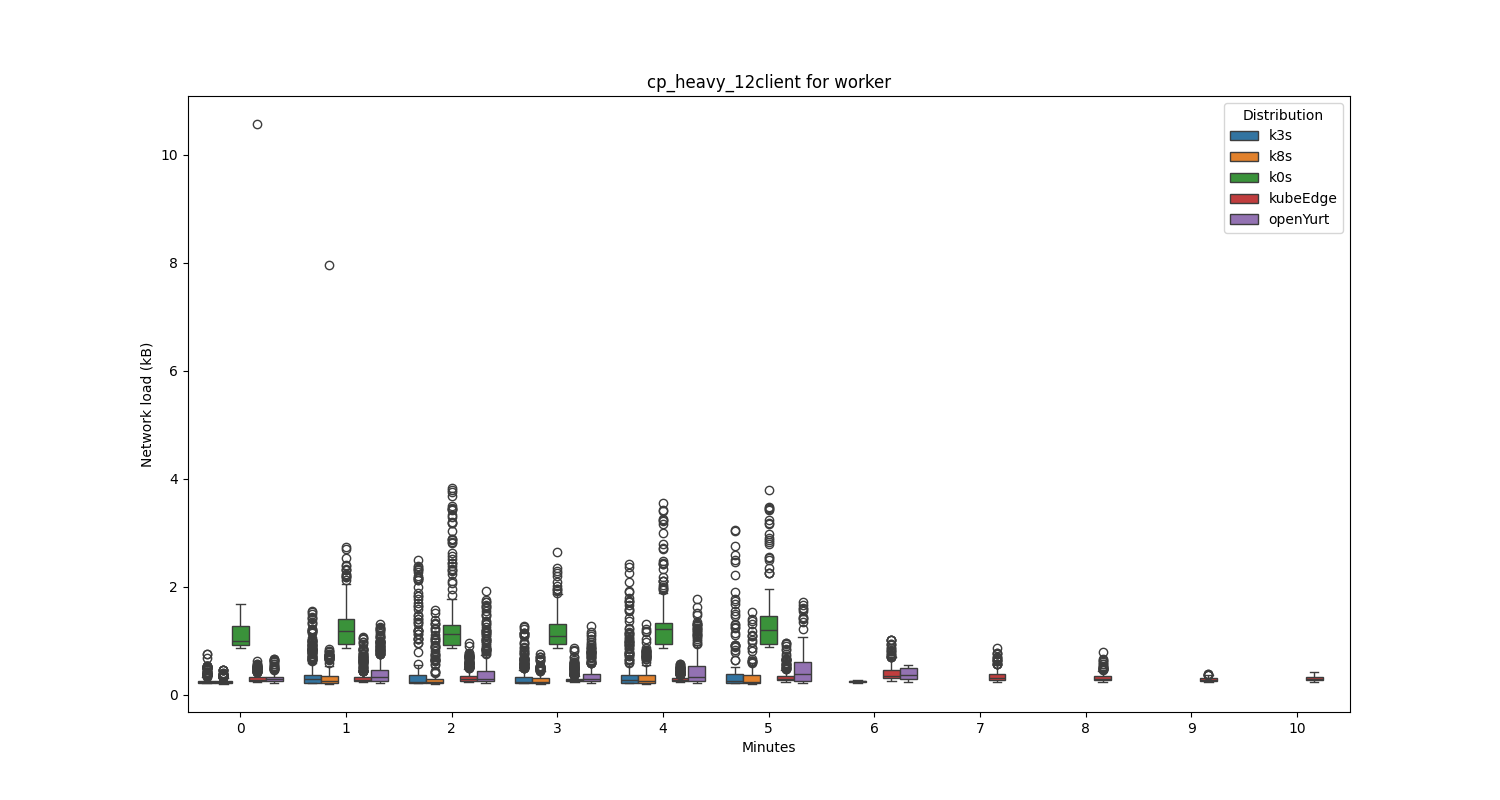 cp_heavy_12client for worker
Distribution
k3s
k8s
k0s
kubeEdge
openYurt
Network load (kB)
10
8
6
4
2
0
0 1 2 3 4 5 6 7 8 9 10
Minutes